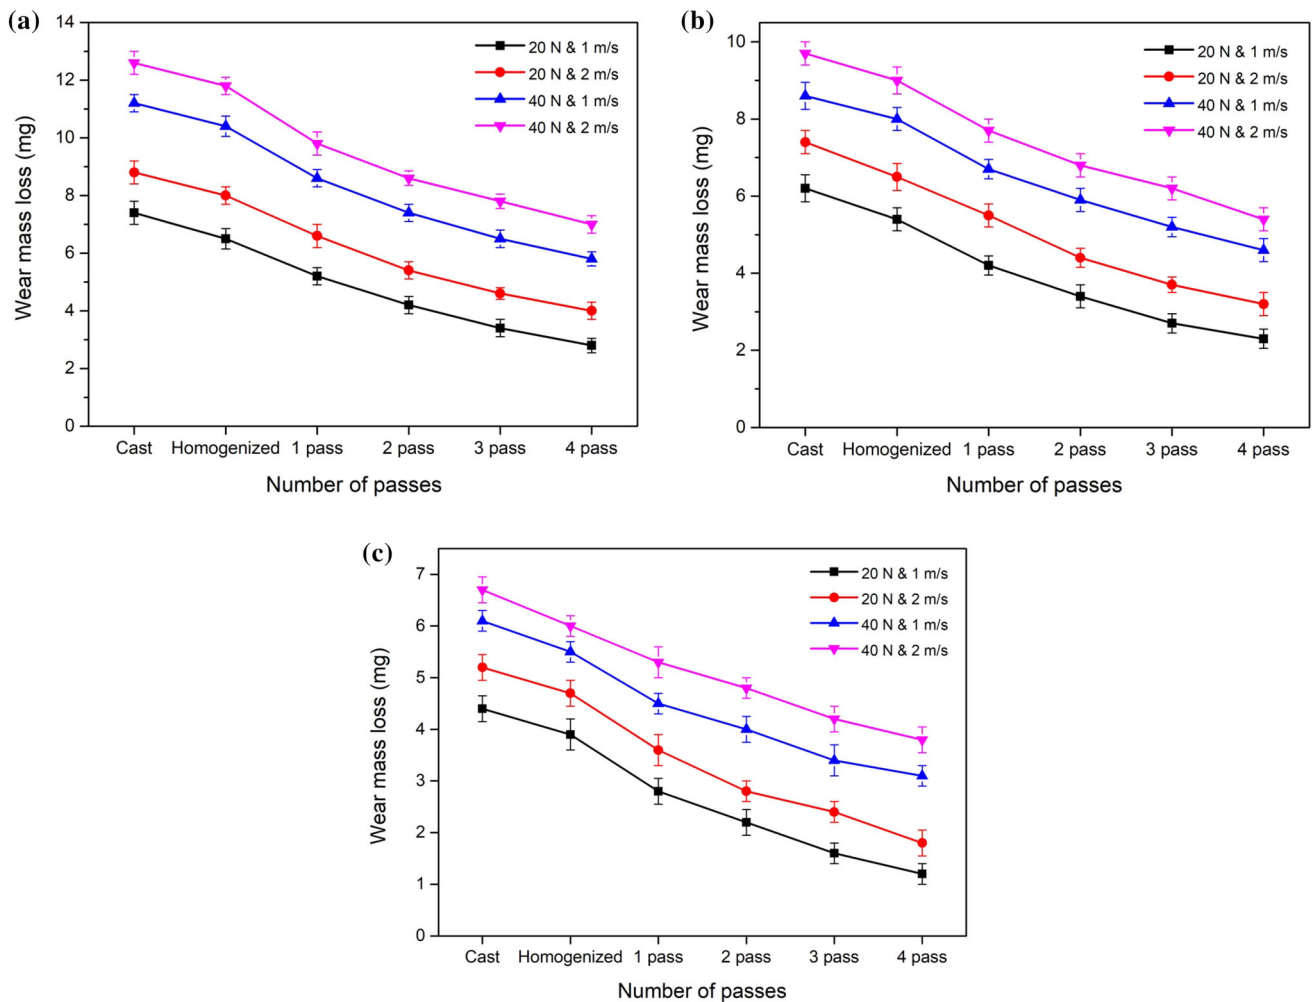 (a)
14
12
10
8
6
4
2
0
Wear mass loss (mg)
20 N & 1 m/s
20 N & 2 m/s
40 N & 1 m/s
40 N & 2 m/s
Cast Homogenized 1 pass 2 pass 3 pass 4 pass
Number of passes
(b)
10
8
6
4
2
0
Wear mass loss (mg)
20 N & 1 m/s
20 N & 2 m/s
40 N & 1 m/s
40 N & 2 m/s
Cast Homogenized 1 pass 2 pass 3 pass 4 pass
Number of passes
(c)
7
6
5
4
3
2
1
0
Wear mass loss (mg)
20 N & 1 m/s
20 N & 2 m/s
40 N & 1 m/s
40 N & 2 m/s
Cast Homogenized 1 pass 2 pass 3 pass 4 pass
Number of passes